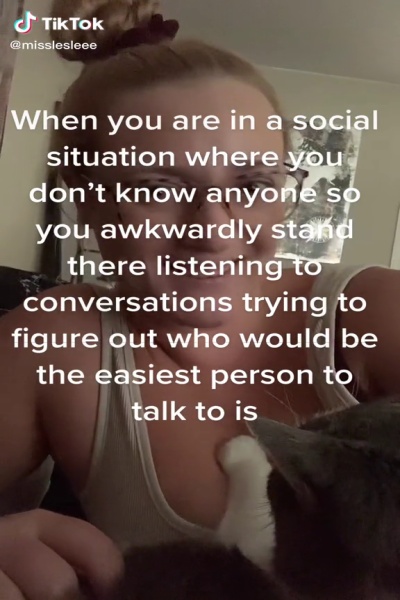 TikTok
@misslesleee
When you are in a social
situation where you
don't know anyone so
you awkwardly stand
there listening to
conversations trying to
figure out who would be
the easiest person to
talk to is